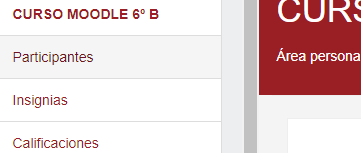 CURSO MOODLE 6º B
Participantes
Insignias
Calificaciones
Área persona